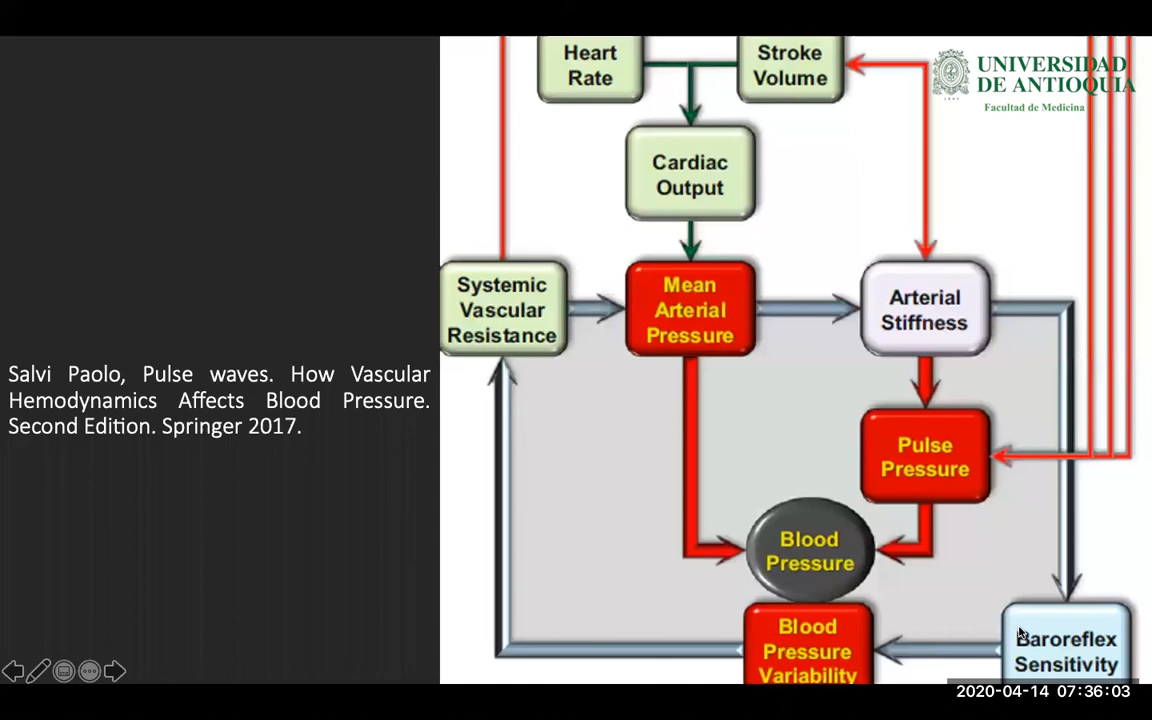 Heart
Rate
Stroke
Volume
UNIVERSIDAD
DE ANTIOQUIA
Facultad de Medicina
1803
Cardiac
Output
Systemic
Vascular
Resistance
Mean
Arterial
Pressure
Arterial
Stiffness
Salvi Paolo, Pulse waves. How Vascular
Hemodynamics Affects Blood Pressure.
Second Edition. Springer 2017.
Pulse
Pressure
Blood
Pressure
Blood
Pressure
Variability
Baroreflex
Sensitivity
2020-04-14 07:36:03